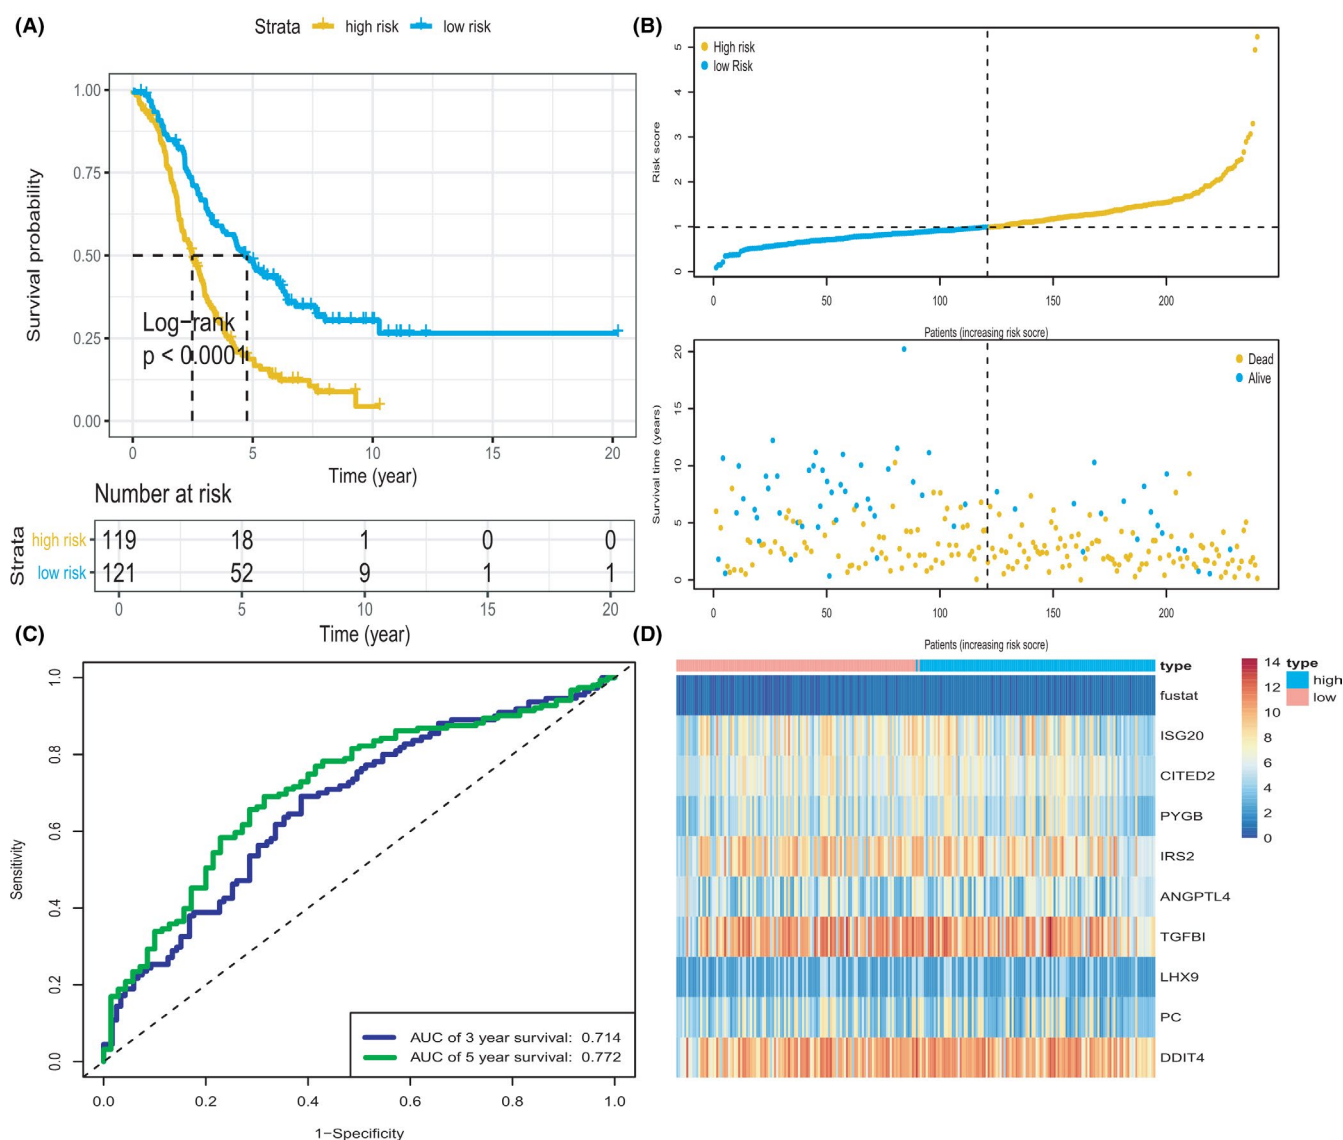 (A)
Strata high risk low risk
Survival probability
1.00
0.75
0.50
0.25
0.00
Log-rank
p < 0.0001
0 5 10 15 20
Time (year)
Number at risk
Strata
high risk 119 18 1 0 0
low risk 121 52 9 1 1
0 5 10 15 20
Time (year)
(B)
High risk
low Risk
Risk score
5
4
3
2
1
0
0 50 100 150 200
Patients (increasing risk socre)
Dead
Alive
Survival time (years)
20
15
10
5
0
0 50 100 150 200
Patients (increasing risk socre)
(C)
Sensitivity
1.0
0.8
0.6
0.4
0.2
0.0
AUC of 3 year survival: 0.714
AUC of 5 year survival: 0.772
0.0 0.2 0.4 0.6 0.8 1.0
1-Specificity
(D)
type
fustat
ISG20
CITED2
PYGB
IRS2
ANGPTL4
TGFBI
LHX9
PC
DDIT4
14
12
10
8
6
4
2
0
type
high
low